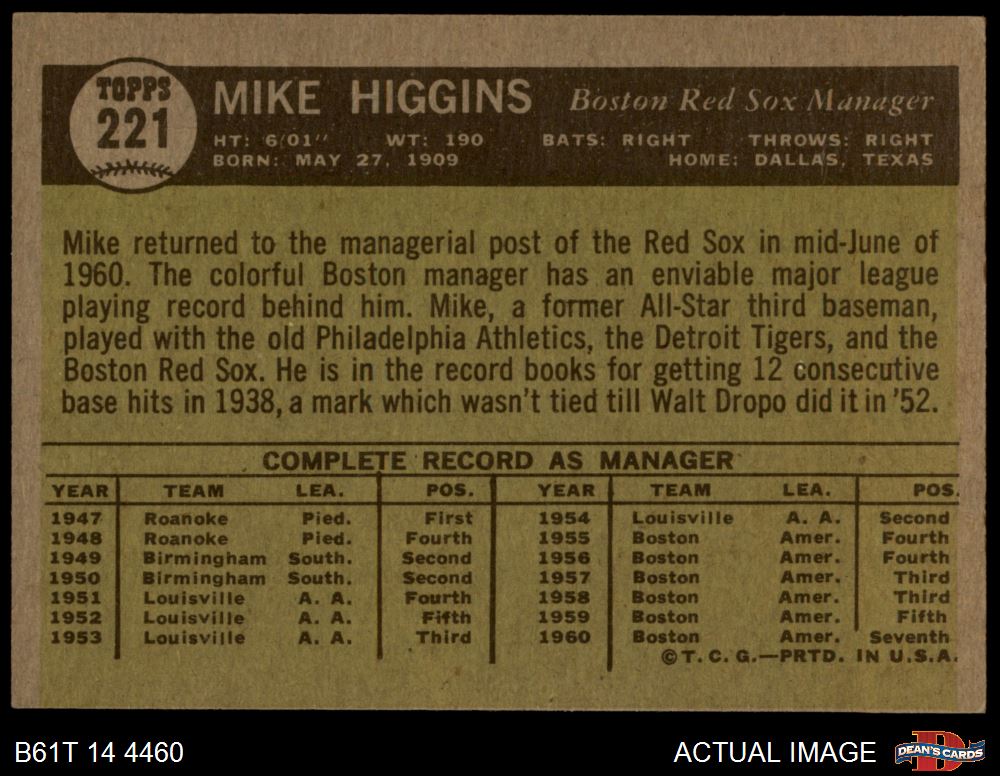 TOPPS
221
MIKE HIGGINS Boston Red Sox Manager
HT: 6'01" WT: 190 BATS: RIGHT THROWS: RIGHT
BORN: MAY 27, 1909 HOME: DALLAS, TEXAS
Mike returned to the managerial post of the Red Sox in mid-June of
1960. The colorful Boston manager has an enviable major league
playing record behind him. Mike, a former All-Star third baseman,
played with the old Philadelphia Athletics, the Detroit Tigers, and the
Boston Red Sox. He is in the record books for getting 12 consecutive
base hits in 1938, a mark which wasn't tied till Walt Dropo did it in '52.
COMPLETE RECORD AS MANAGER
YEAR TEAM LEA. POS. YEAR TEAM LEA. POS.
1947 Roanoke Pied. First 1954 Louisville A. A. Second
1948 Roanoke Pied. Fourth 1955 Boston Amer. Fourth
1949 Birmingham South. Second 1956 Boston Amer. Fourth
1950 Birmingham South. Second 1957 Boston Amer. Third
1951 Louisville A. A. Fourth 1958 Boston Amer. Third
1952 Louisville A. A. Fifth 1959 Boston Amer. Fifth
1953 Louisville A. A. Third 1960 Boston Amer. Seventh
©T. C. G.—PRTD. IN U.S.A.
B61T 14 4460 ACTUAL IMAGE DEAN'S CARDS